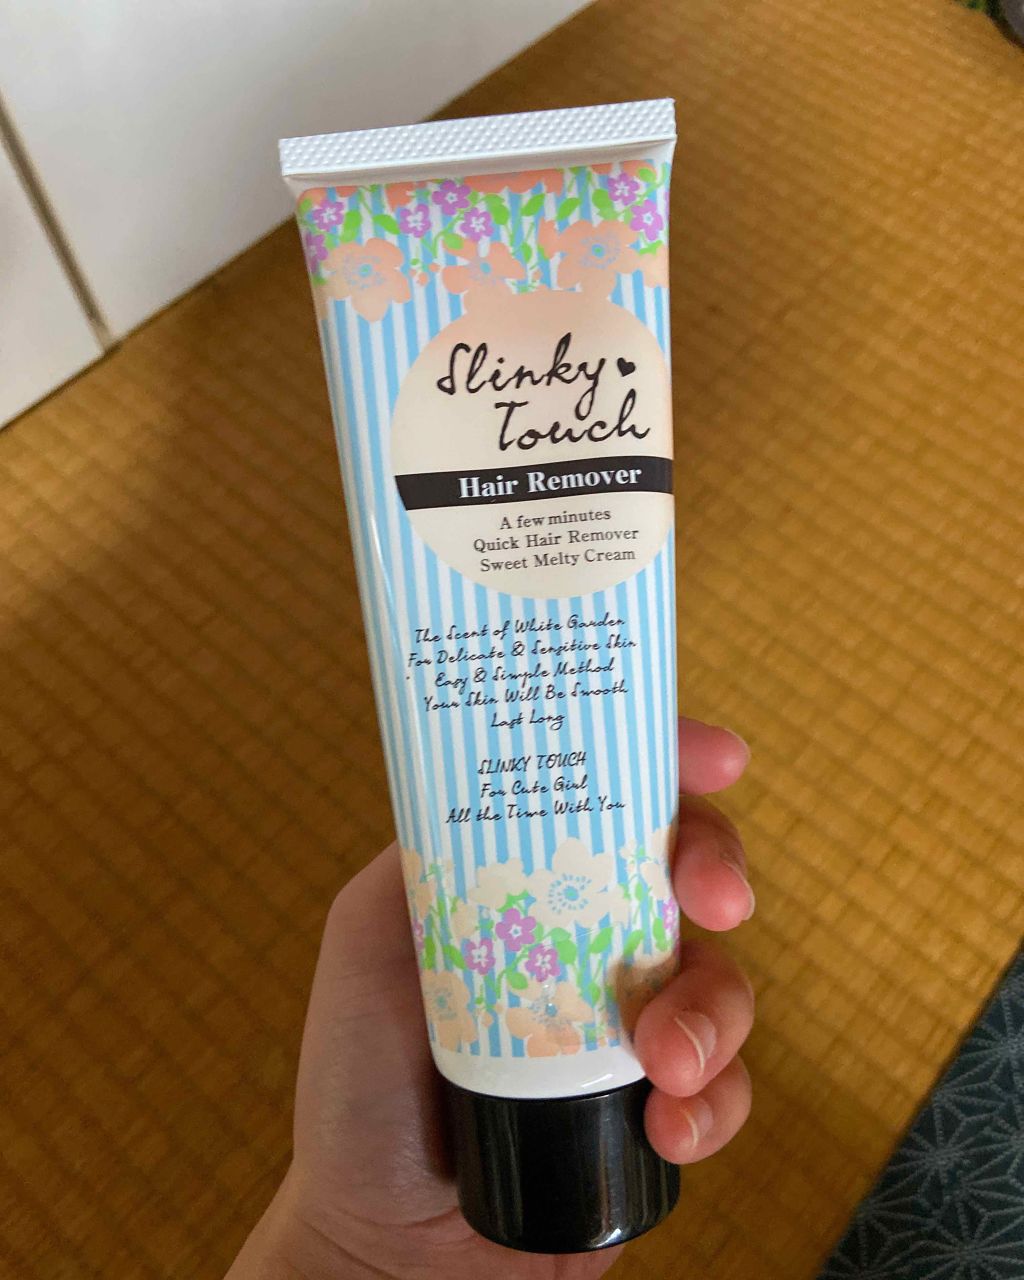 Slinky
Touch
Hair Remover
A few minutes
Quick Hair Remover
Sweet Melty Cream
The Scent of White Garden
For Delicate & Sensitive Skin
Easy & Simple Method
Your Skin Will Be Smooth
Last Long
SLINKY TOUCH
For Cute Girl
All the Time With You